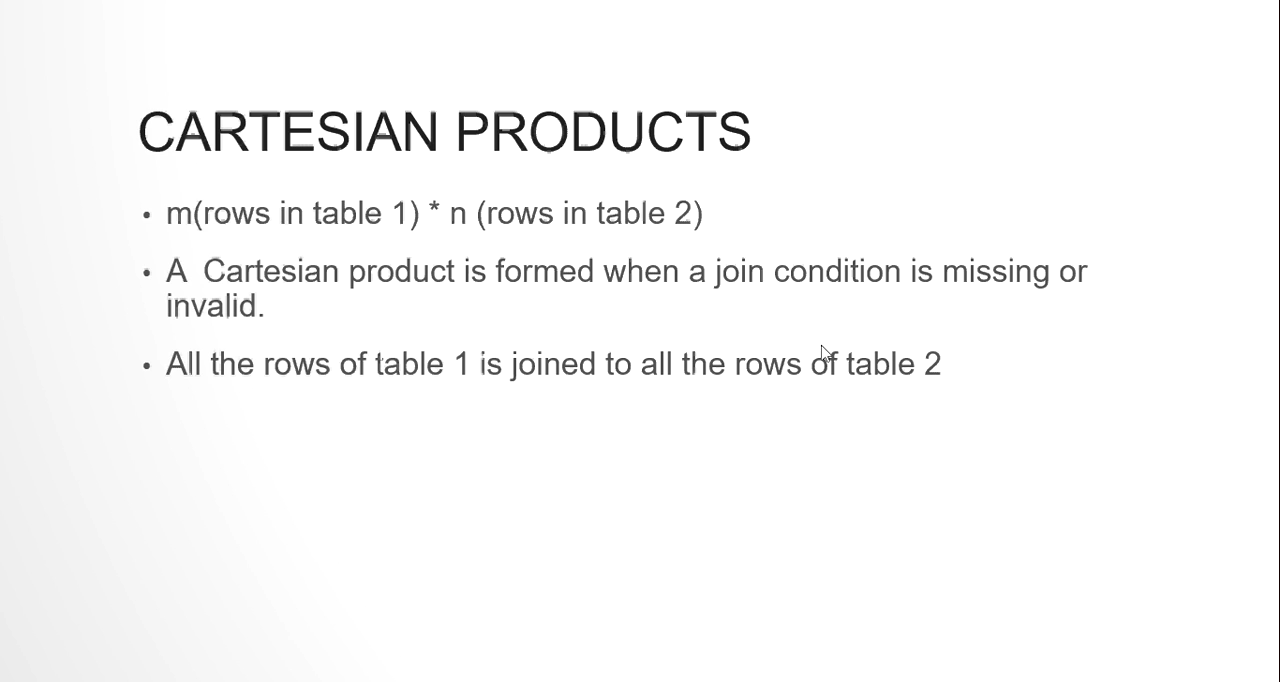 CARTESIAN PRODUCTS
• m(rows in table 1) * n (rows in table 2)
• A  Cartesian product is formed when a join condition is missing or
invalid.
• All the rows of table 1 is joined to all the rows of table 2